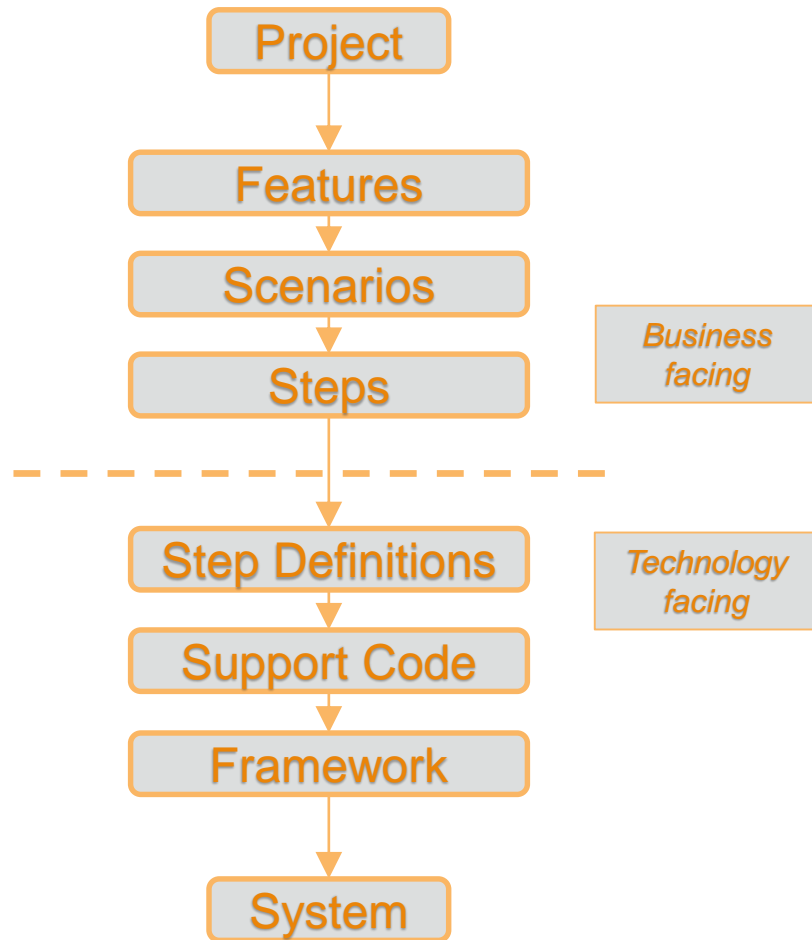 Project
Features
Scenarios
Business
facing
Steps
Step Definitions
Technology
facing
Support Code
Framework
System